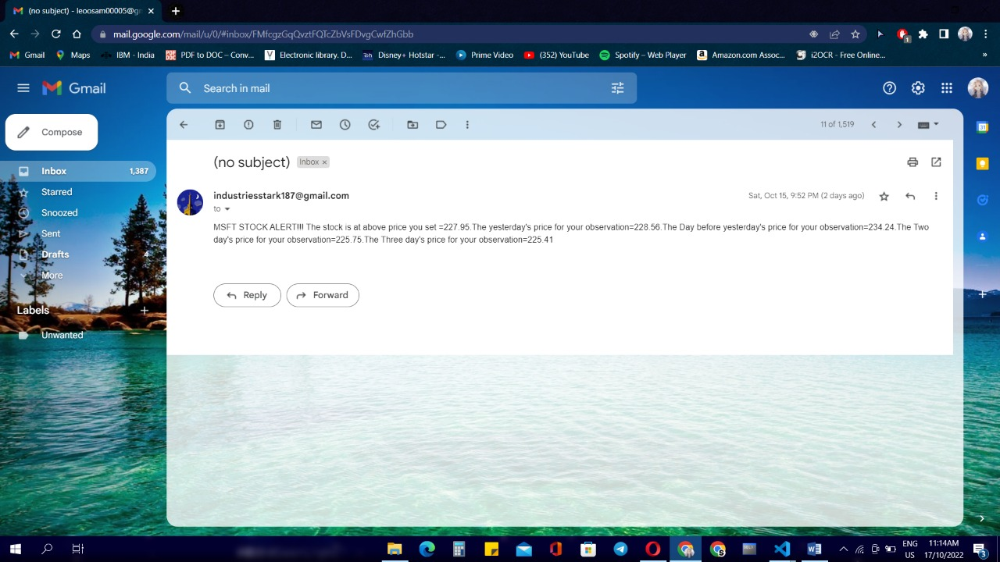 (no subject) - leoosam00005@gm
mail.google.com/mail/u/0/#inbox/FMfcgzGqQvztFQTcZbVsFDvgCwfZhGbb
1
Gmail Maps IBM - India PDF DOC PDF to DOC – Conv... Electronic library. D... Disney+ Hotstar -... Prime Video (352) YouTube Spotify – Web Player Amazon.com Assoc... i2OCR - Free Online... »
Gmail
Search in mail
Compose
11 of 1,519
Inbox 1,387
Starred
Snoozed
Sent
Drafts 4
More
Labels
Unwanted
(no subject) Inbox ×
industriesstark187@gmail.com Sat, Oct 15, 9:52 PM (2 days ago)
to
MSFT STOCK ALERT!!! The stock is at above price you set =227.95.The yesterday's price for your observation=228.56.The Day before yesterday's price for your observation=234.24.The Two
day's price for your observation=225.75.The Three day's price for your observation=225.41
Reply Forward
31
ENG 11:14AM
US 17/10/2022 3